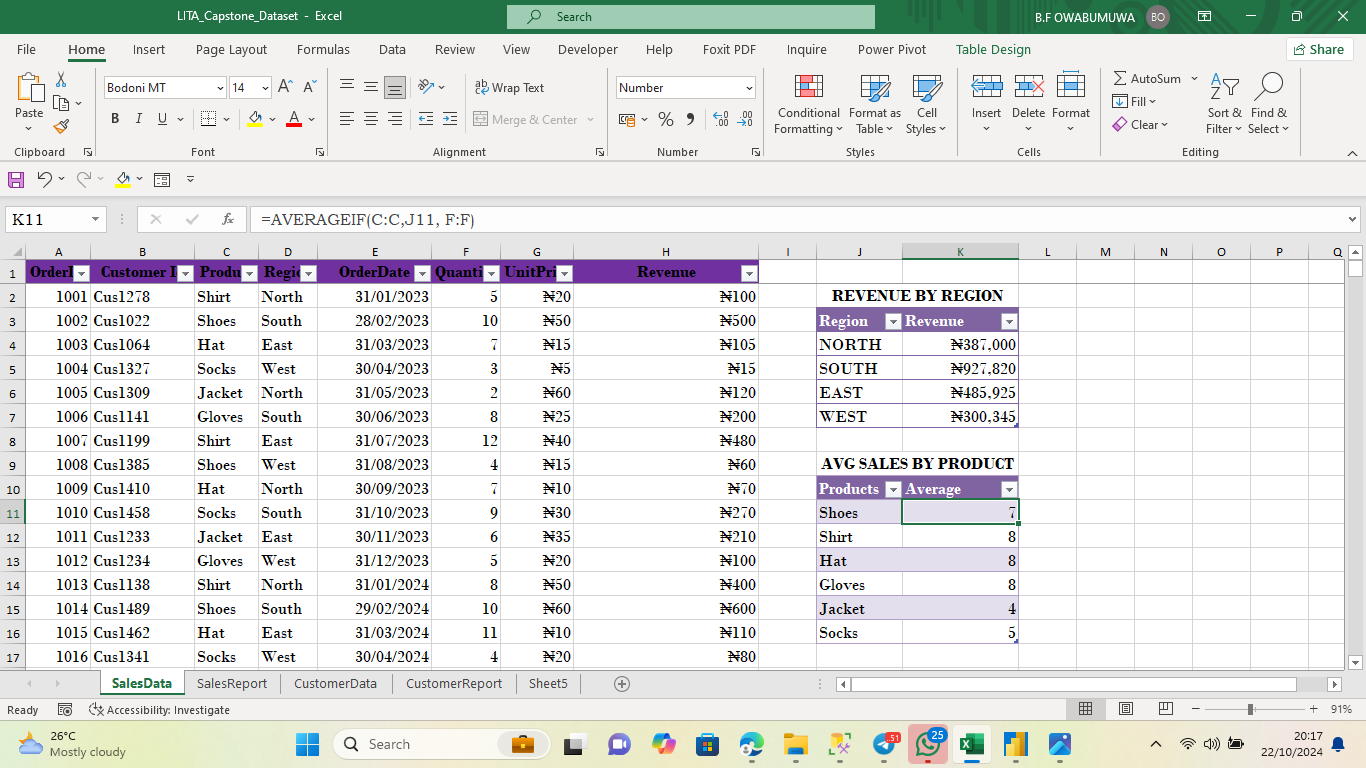 LITA_Capstone_Dataset - Excel
Search
B.F OWABUMUWA
BO
File Home Insert Page Layout Formulas Data Review View Developer Help Foxit PDF Inquire Power Pivot Table Design
Share
Paste
Bodoni MT 14
B I U
Wrap Text
Merge & Center
Number
Conditional Formatting
Format as Table
Cell Styles
Insert Delete Format
AutoSum
Fill
Clear
Sort & Filter
Find & Select
Clipboard Font Alignment Number Styles Cells Editing
K11
fx
=AVERAGEIF(C:C,J11, F:F)
A B C D E F G H I J K L M N O P Q
1 OrderI Customer I Produ Regio OrderDate Quanti UnitPri Revenue
2 1001 Cus1278 Shirt North 31/01/2023 5 ₦20 ₦100 REVENUE BY REGION
3 1002 Cus1022 Shoes South 28/02/2023 10 ₦50 ₦500 Region Revenue
4 1003 Cus1064 Hat East 31/03/2023 7 ₦15 ₦105 NORTH ₦387,000
5 1004 Cus1327 Socks West 30/04/2023 3 ₦5 ₦15 SOUTH ₦927,820
6 1005 Cus1309 Jacket North 31/05/2023 2 ₦60 ₦120 EAST ₦485,925
7 1006 Cus1141 Gloves South 30/06/2023 8 ₦25 ₦200 WEST ₦300,345
8 1007 Cus1199 Shirt East 31/07/2023 12 ₦40 ₦480
9 1008 Cus1385 Shoes West 31/08/2023 4 ₦15 ₦60 AVG SALES BY PRODUCT
10 1009 Cus1410 Hat North 30/09/2023 7 ₦10 ₦70 Products Average
11 1010 Cus1458 Socks South 31/10/2023 9 ₦30 ₦270 Shoes 7
12 1011 Cus1233 Jacket East 30/11/2023 6 ₦35 ₦210 Shirt 8
13 1012 Cus1234 Gloves West 31/12/2023 5 ₦20 ₦100 Hat 8
14 1013 Cus1138 Shirt North 31/01/2024 8 ₦50 ₦400 Gloves 8
15 1014 Cus1489 Shoes South 29/02/2024 10 ₦60 ₦600 Jacket 4
16 1015 Cus1462 Hat East 31/03/2024 11 ₦10 ₦110 Socks 5
17 1016 Cus1341 Socks West 30/04/2024 4 ₦20 ₦80
SalesData SalesReport CustomerData CustomerReport Sheet5
Ready
Accessibility: Investigate
91%
26°C
Mostly cloudy
Search
51
25
20:17
22/10/2024